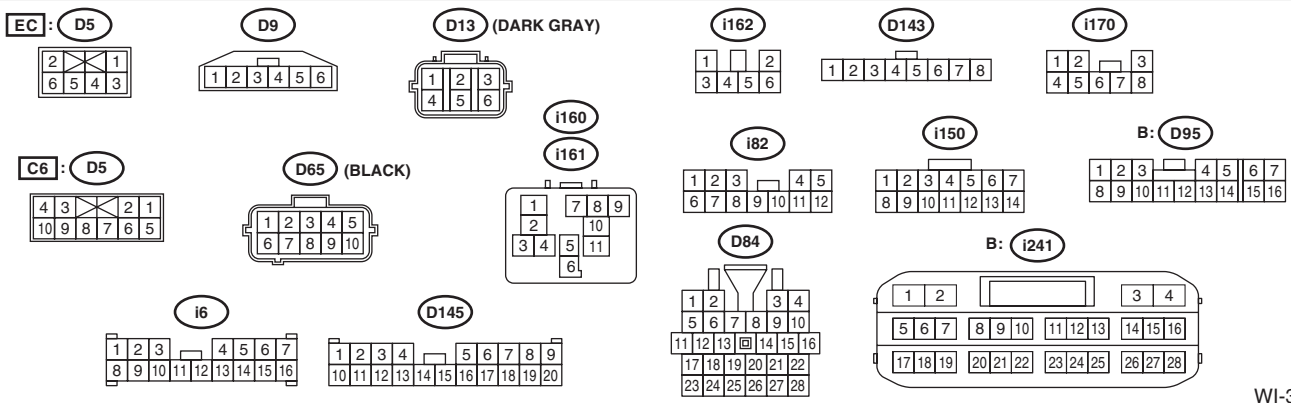 EC : D5
2 1
6 5 4 3
D9
1 2 3 4 5 6
D13 (DARK GRAY)
1 2 3
4 5 6
i162
1 2
3 4 5 6
D143
1 2 3 4 5 6 7 8
i170
1 2 3
4 5 6 7 8
C6 : D5
4 3 2 1
10 9 8 7 6 5
D65 (BLACK)
1 2 3 4 5
6 7 8 9 10
i160
i161
1 7 8 9
2 10
3 4 5 11
6
i82
1 2 3 4 5
6 7 8 9 10 11 12
i150
1 2 3 4 5 6 7
8 9 10 11 12 13 14
B: D95
1 2 3 4 5 6 7
8 9 10 11 12 13 14 15 16
i6
1 2 3 4 5 6 7
8 9 10 11 12 13 14 15 16
D145
1 2 3 4 5 6 7 8 9
10 11 12 13 14 15 16 17 18 19 20
D84
1 2 3 4
5 6 7 8 9 10
11 12 13 14 15 16
17 18 19 20 21 22
23 24 25 26 27 28
B: i241
1 2 3 4
5 6 7 8 9 10 11 12 13 14 15 16
17 18 19 20 21 22 23 24 25 26 27 28